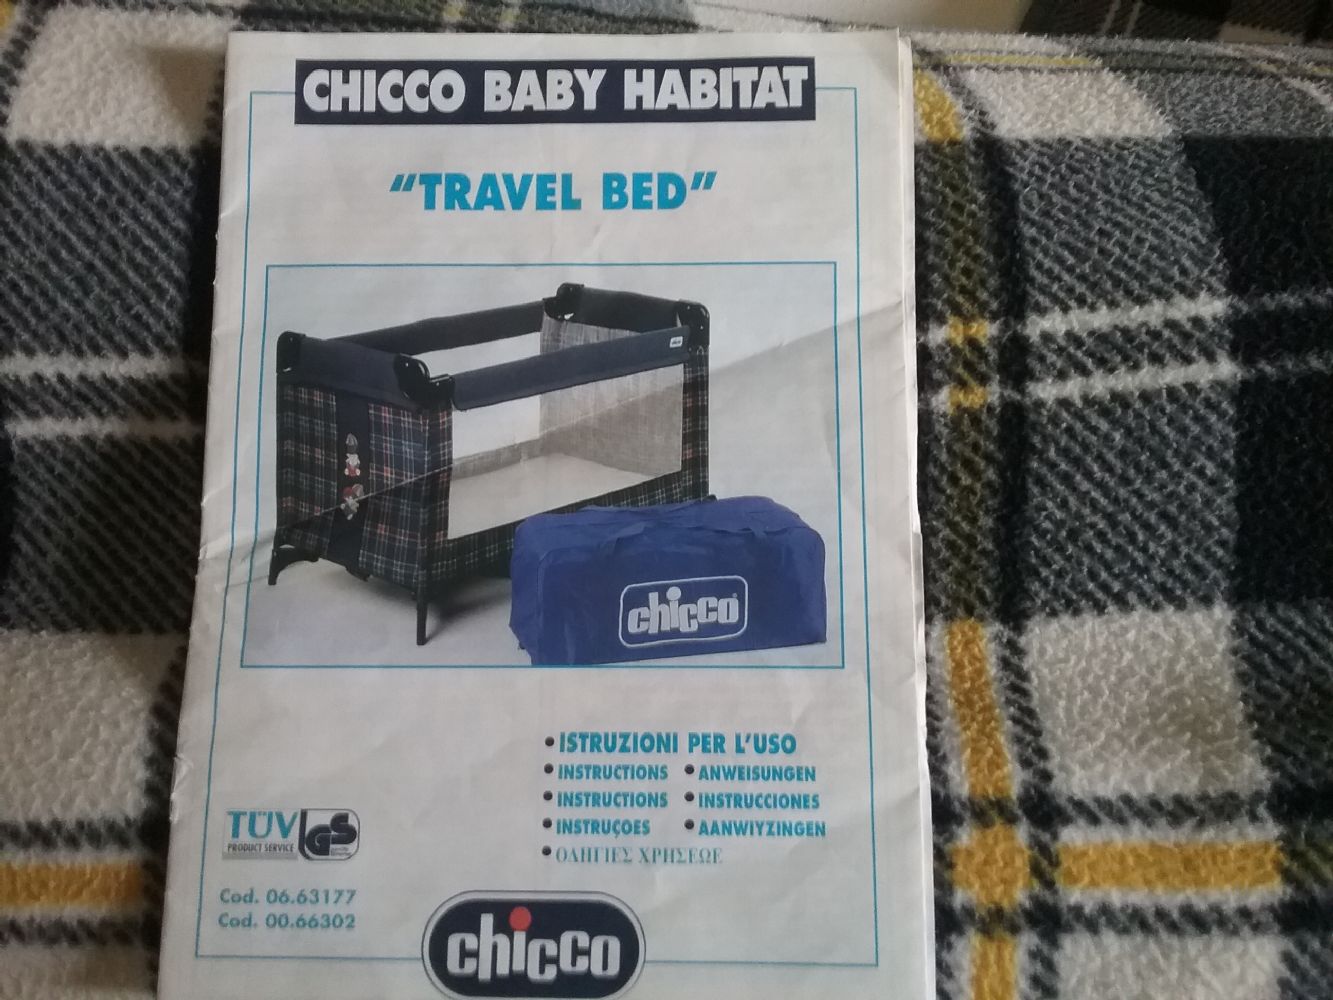 CHICCO BABY HABITAT
"TRAVEL BED"
chicco
• ISTRUZIONI PER L'USO
• INSTRUCTIONS • ANWEISUNGEN
• INSTRUCTIONS • INSTRUCCIONES
• INSTRUÇOES • AANWIYZINGEN
• ΟΔΗΓΙΕΣ ΧΡΗΣΕΩΣ
TÜV
PRODUCT SERVICE
GS
Cod. 06.63177
Cod. 00.66302
chicco